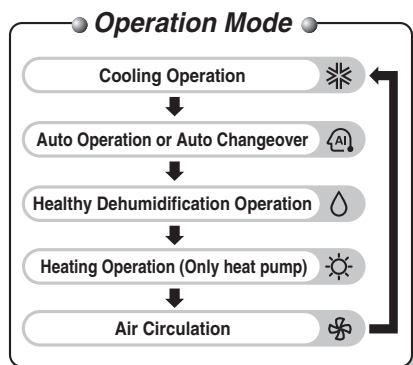 Operation Mode
Cooling Operation
Auto Operation or Auto Changeover
AI
Healthy Dehumidification Operation
Heating Operation (Only heat pump)
Air Circulation